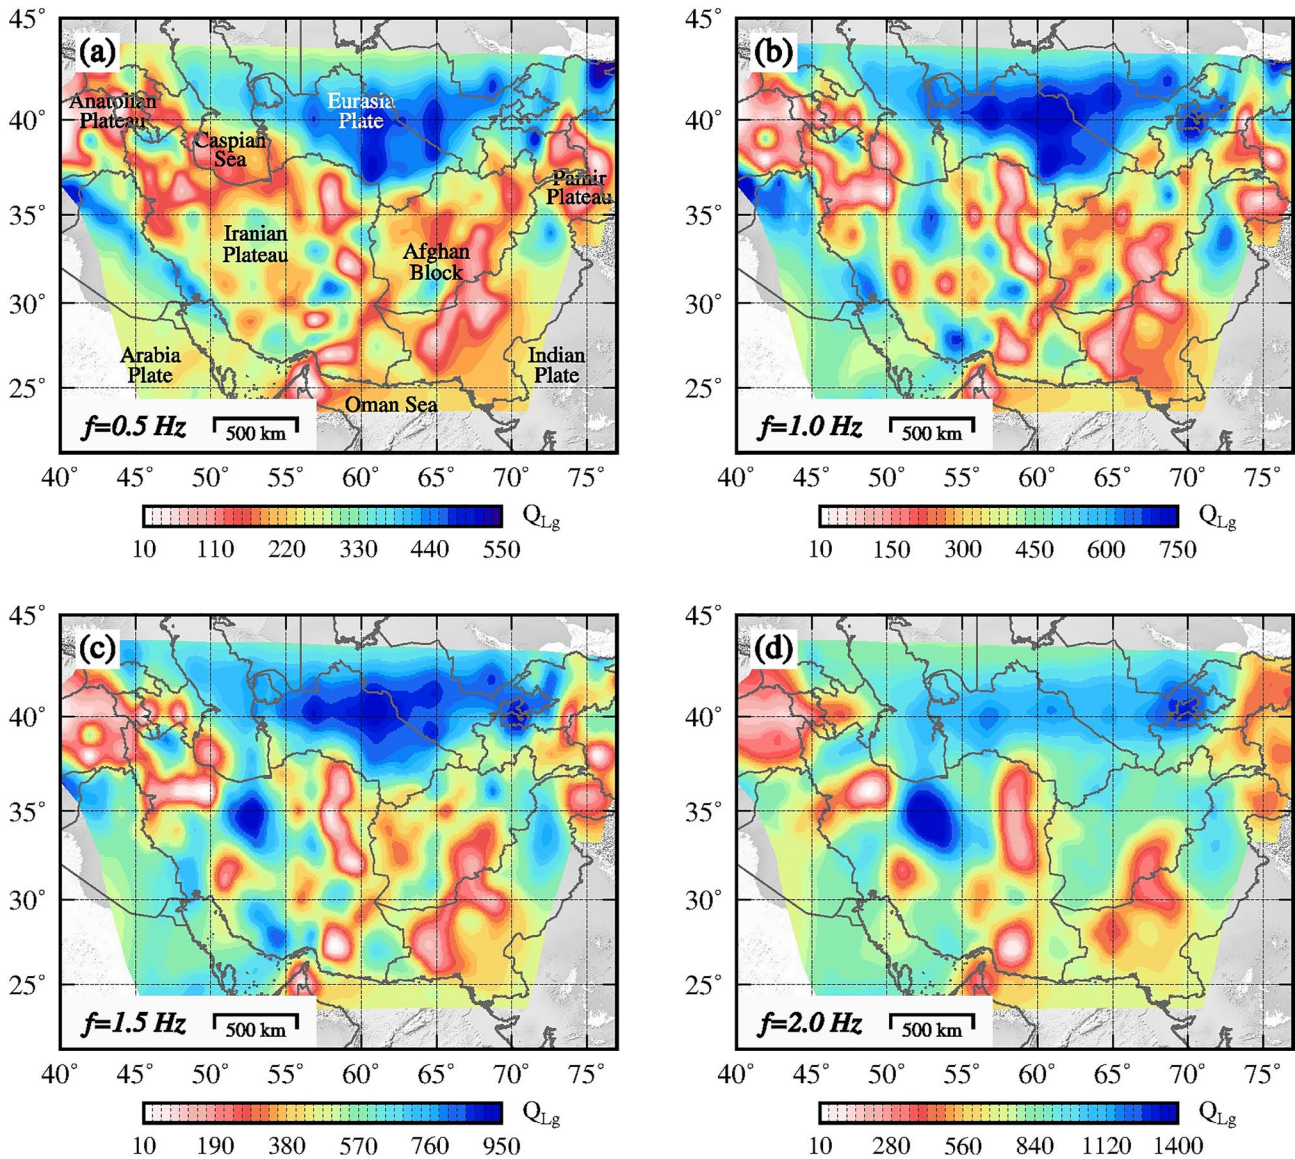 45°
(a)
Anatolian
Plateau
Eurasia
Plate
40°
Caspian
Sea
Pamir
Plateau
35°
Iranian
Plateau
Afghan
Block
30°
Arabia
Plate
Indian
Plate
25°
Oman Sea
f=0.5 Hz
500 km
40° 45° 50° 55° 60° 65° 70°
Q_Lg
10 110 220 330 440 550
45°
(b)
40°
35°
30°
25°
f=1.0 Hz
500 km
40° 45° 50° 55° 60° 65° 70° 75°
Q_Lg
10 150 300 450 600 750
45°
(c)
40°
35°
30°
25°
f=1.5 Hz
500 km
40° 45° 50° 55° 60° 65° 70° 75°
Q_Lg
10 190 380 570 760 950
45°
(d)
40°
35°
30°
25°
f=2.0 Hz
500 km
40° 45° 50° 55° 60° 65° 70° 75°
Q_Lg
10 280 560 840 1120 1400